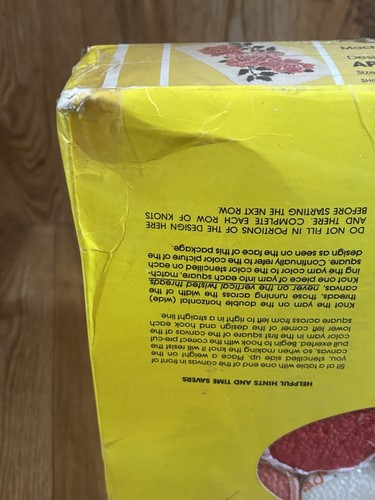 HELPFUL HINTS AND TIME SAVERS
Sit at a table with one end of the canvas in front of
you, stencilled side up. Place a weight on the
canvas, so when making the knot it will resist the
pull exerted. Begin to hook with the correct pre-cut
color yarn in the first square of the canvas at the
lower left corner of the design and hook each
square across from left to right in a straight line.
Knot the yarn on the double horizontal (wide)
threads, those running across the width of the
canvas, never on the vertical twisted threads.
Knot one piece of yarn into each square, match-
ing the yarn color to the color stencilled on each
square. Continually refer to the color picture of the
design as seen on the face of this package.
DO NOT FILL IN PORTIONS OF THE DESIGN HERE
AND THERE. COMPLETE EACH ROW OF KNOTS
BEFORE STARTING THE NEXT ROW.
Mach
Desi
Size